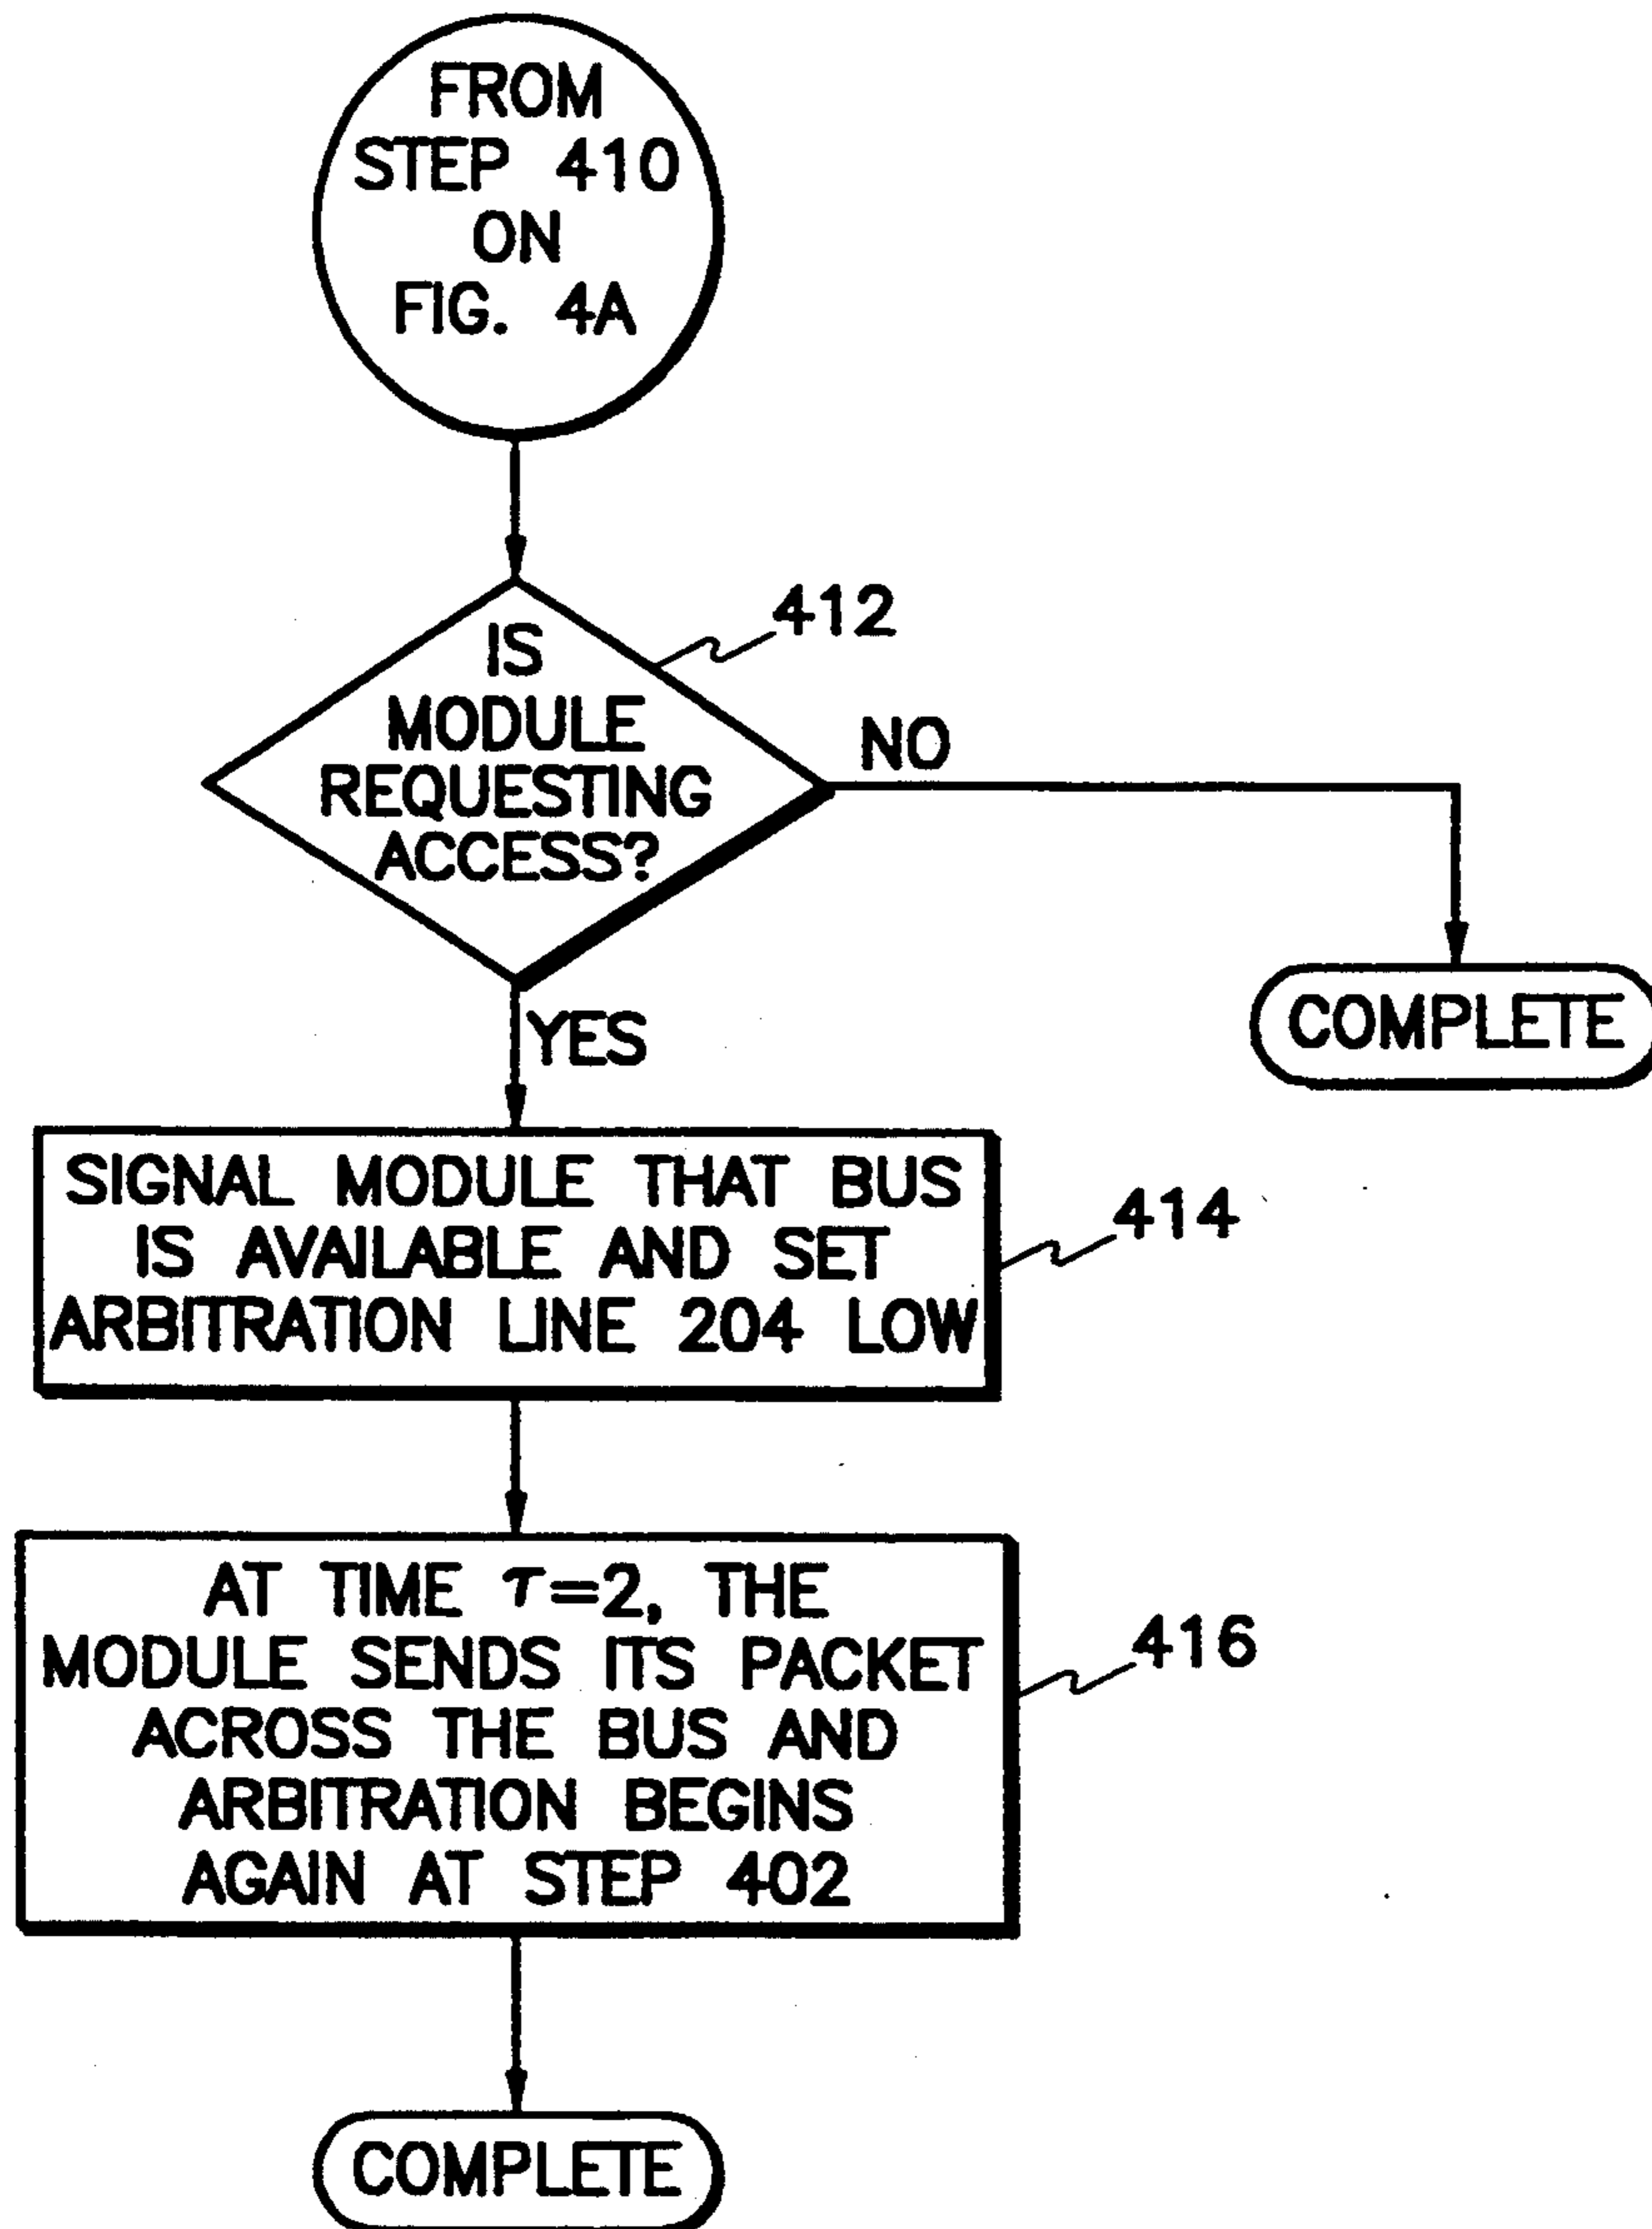 FROM
STEP 410
ON
FIG. 4A
412
IS
MODULE
REQUESTING
ACCESS?
NO
COMPLETE
YES
SIGNAL MODULE THAT BUS
IS AVAILABLE AND SET
ARBITRATION LINE 204 LOW
414
AT TIME τ=2, THE
MODULE SENDS ITS PACKET
ACROSS THE BUS AND
ARBITRATION BEGINS
AGAIN AT STEP 402
416
COMPLETE